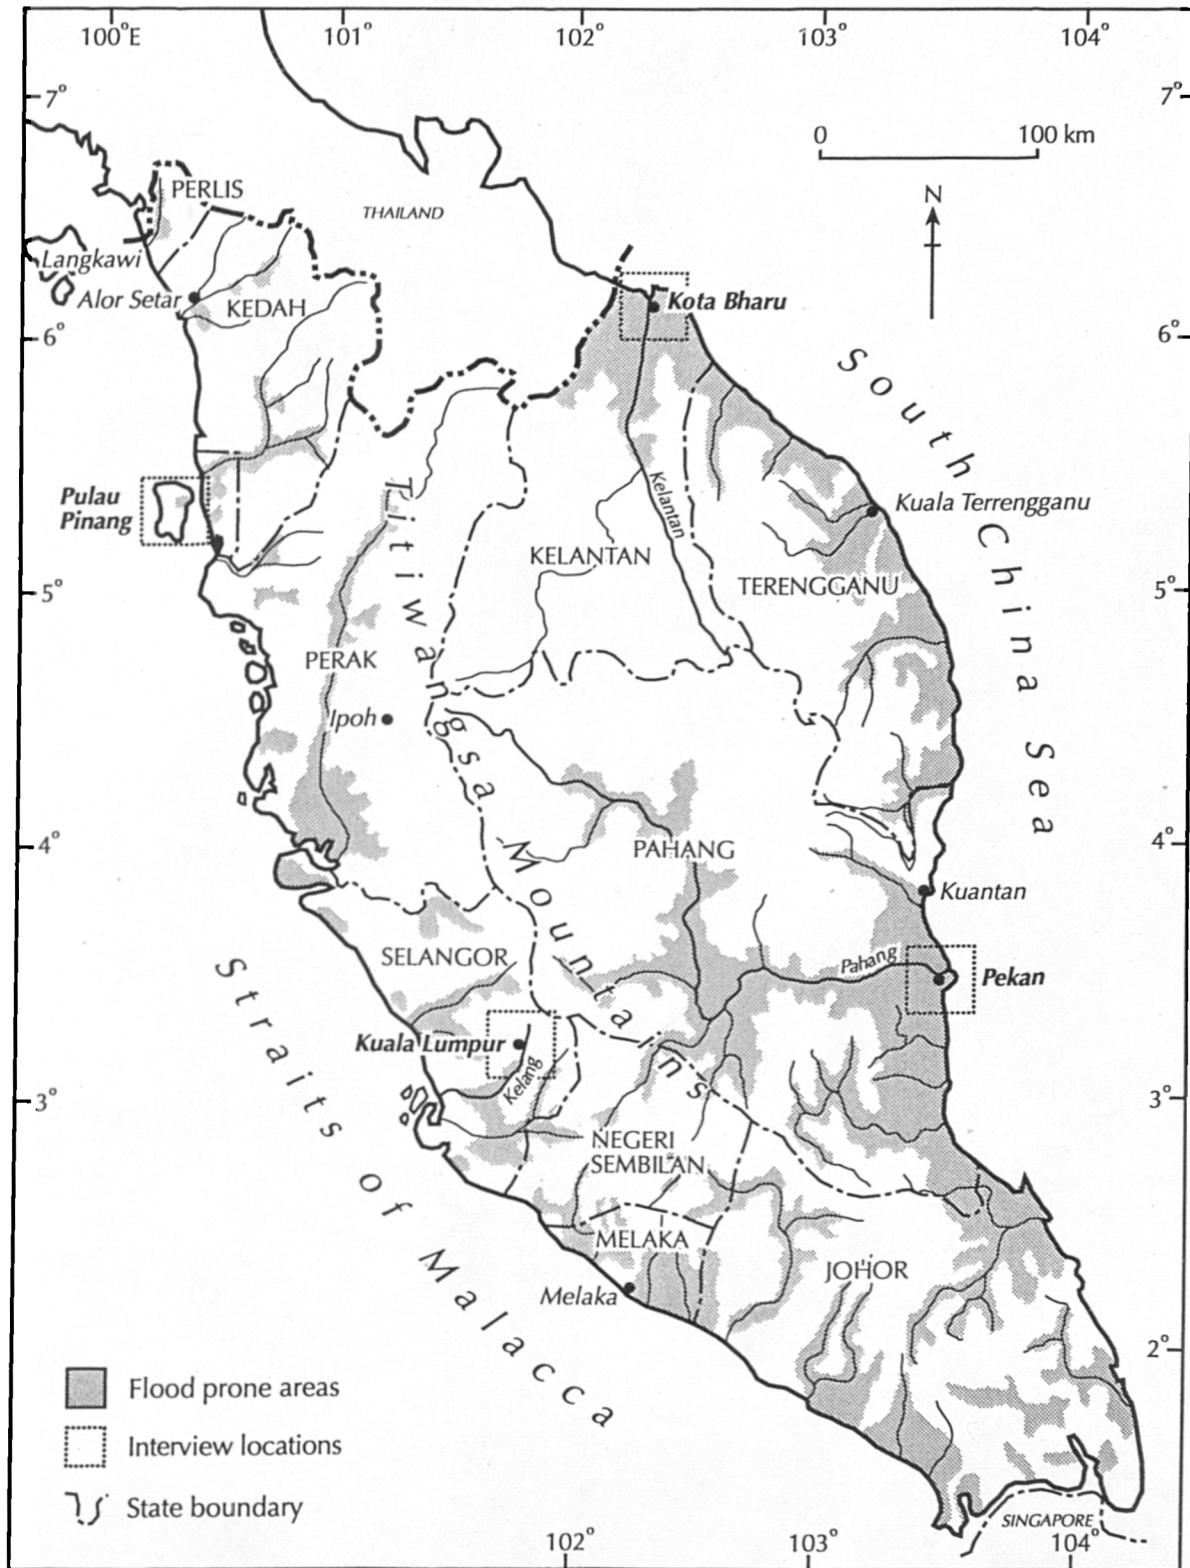 100°E 101° 102° 103° 104°
7° 7°
0 100 km
PERLIS
N
THAILAND
Langkawi
Alor Setar
KEDAH
Kota Bharu
6° 6°
South China Sea
Pulau
Pinang
Kelantan
Kuala Terrengganu
KELANTAN
TERENGGANU
5° 5°
Titiwangsa Mountains
PERAK
Ipoh
4° 4°
PAHANG
Kuantan
SELANGOR
Pahang
Pekan
Kuala Lumpur
Kelang
3° 3°
Straits of Malacca
NEGERI
SEMBILAN
MELAKA
JOHOR
Melaka
2°
Flood prone areas
Interview locations
State boundary
SINGAPORE
102° 103° 104°